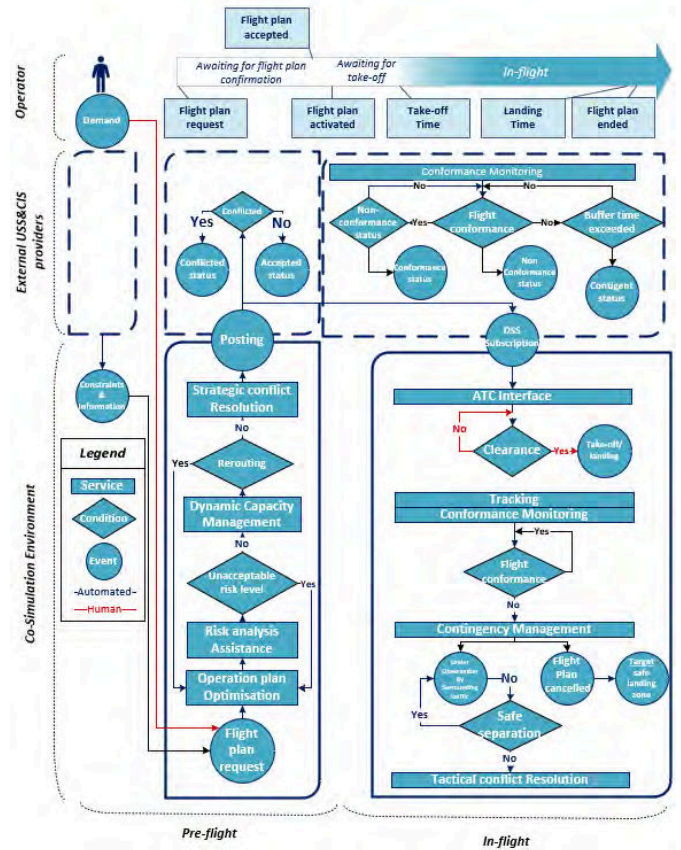 Flight plan
accepted
Operator
Awaiting for flight plan
confirmation
Awaiting for
take-off
In-flight
Demand
Flight plan
request
Flight plan
activated
Take-off
Time
Landing
Time
Flight plan
ended
External USS&CIS
providers
Conformance Monitoring
No
No
Conflicted
Yes
No
Non-
conformance
status
Yes
Flight
conformance
No
Buffer time
exceeded
Conflicted
status
Accepted
status
Conformance
status
Non
Conformance
status
Contigent
status
Posting
DSS
Subscription
Co-Simulation Environment
Constraints
&
Information
Strategic conflict
Resolution
No
ATC Interface
No
Clearance
Yes
Take-off/
landing
Legend
Service
Condition
Event
Automated
Human
Yes
Rerouting
Dynamic Capacity
Management
No
Tracking
Conformance Monitoring
Yes
Flight
conformance
No
Unacceptable
risk level
Yes
Risk analysis
Assistance
Operation plan
Optimisation
Flight
plan
request
Contingency Management
Surrounding
traffic
No
Flight
Plan
cancelled
Target
safe-
landing
zone
Yes
Safe
separation
No
Tactical conflict Resolution
Pre-flight
In-flight